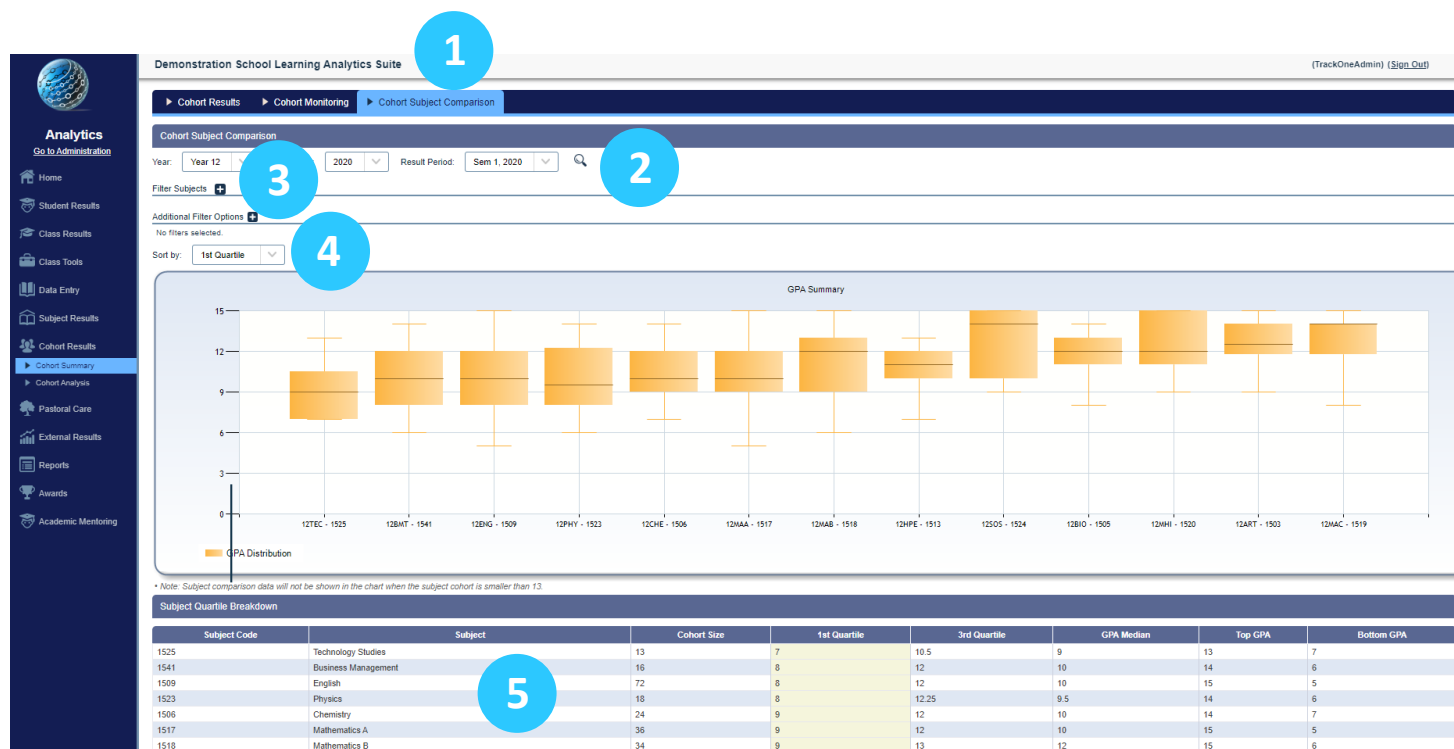 1
Demonstration School Learning Analytics Suite
(TrackOneAdmin) (Sign Out)
Cohort Results Cohort Monitoring Cohort Subject Comparison
Analytics
Go to Administration
Home
Student Results
Class Results
Class Tools
Data Entry
Subject Results
Cohort Results
Cohort Summary
Cohort Analysis
Pastoral Care
External Results
Reports
Awards
Academic Mentoring
Cohort Subject Comparison
Year: Year 12 2020 Result Period: Sem 1, 2020
2
3
Filter Subjects
Additional Filter Options
No filters selected.
4
Sort by: 1st Quartile
GPA Summary
15
12
9
6
3
0
12TEC - 1525 12BMT - 1541 12ENG - 1509 12PHY - 1523 12CHE - 1506 12MAA - 1517 12MAB - 1518 12HPE - 1513 12SOS - 1524 12BIO - 1505 12MHI - 1520 12ART - 1503 12MAC - 1519
GPA Distribution
* Note: Subject comparison data will not be shown in the chart when the subject cohort is smaller than 13.
Subject Quartile Breakdown
Subject Code Subject Cohort Size 1st Quartile 3rd Quartile GPA Median Top GPA Bottom GPA
1525 Technology Studies 13 7 10.5 9 13 7
1541 Business Management 16 8 12 10 14 6
1509 English 72 8 12 10 15 5
1523 Physics 18 8 12.25 9.5 14 6
1506 Chemistry 24 9 12 10 14 7
1517 Mathematics A 36 9 12 10 15 5
1518 Mathematics B 34 9 13 12 15 6
5